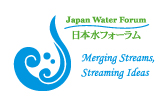 Japan Water Forum
日本水フォーラム
Merging Streams,
Streaming Ideas